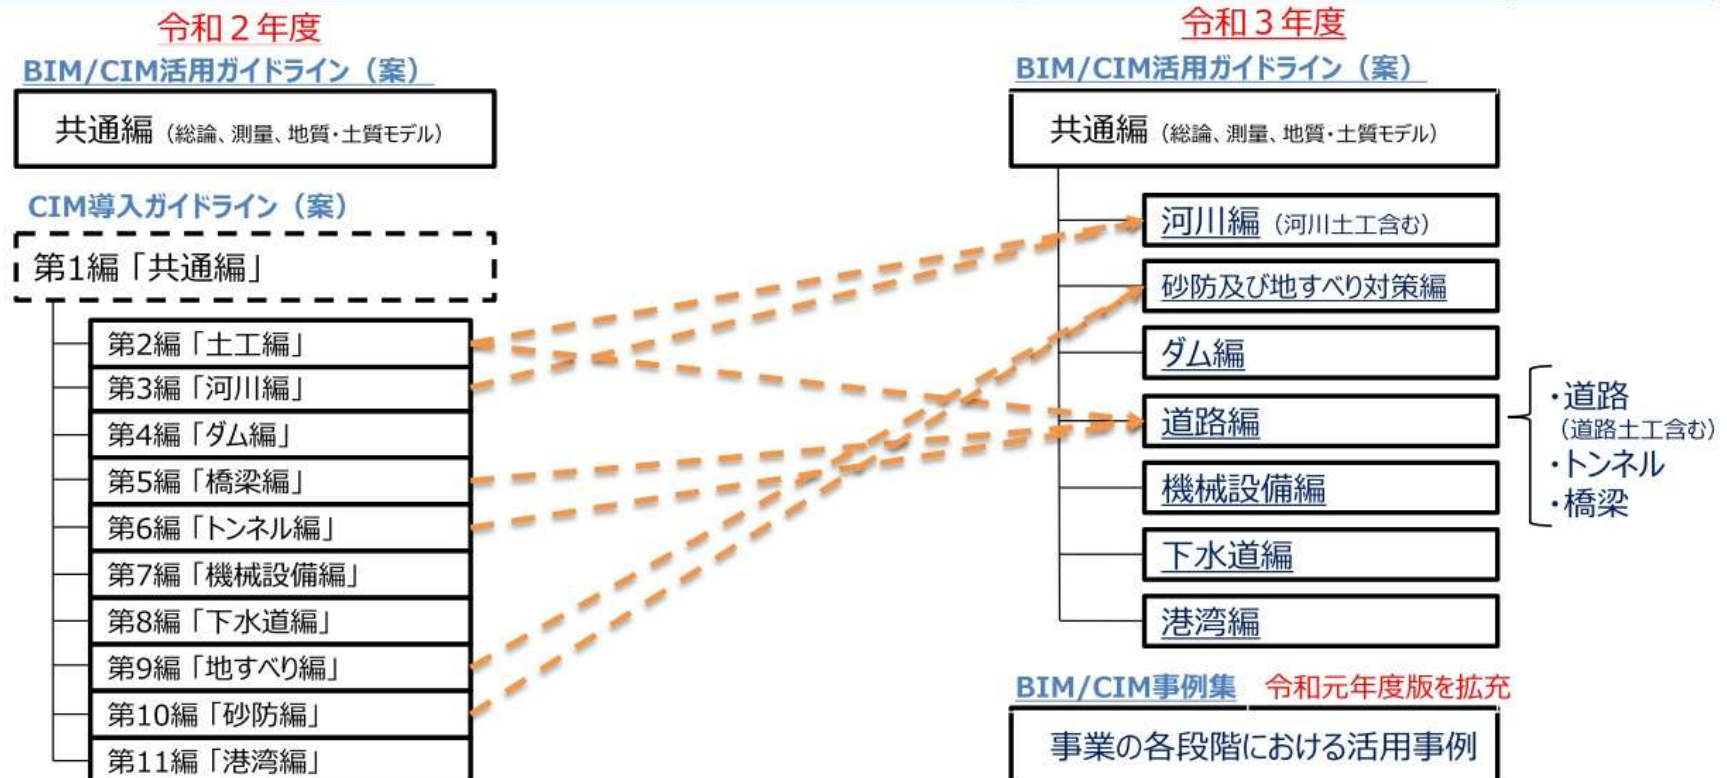 令和２年度
BIM/CIM活用ガイドライン（案）
共通編（総論、測量、地質・土質モデル）
CIM導入ガイドライン（案）
第1編「共通編」
第2編「土工編」
第3編「河川編」
第4編「ダム編」
第5編「橋梁編」
第6編「トンネル編」
第7編「機械設備編」
第8編「下水道編」
第9編「地すべり編」
第10編「砂防編」
第11編「港湾編」
令和３年度
BIM/CIM活用ガイドライン（案）
共通編（総論、測量、地質・土質モデル）
河川編（河川土工含む）
砂防及び地すべり対策編
ダム編
道路編
機械設備編
下水道編
港湾編
・道路
（道路土工含む）
・トンネル
・橋梁
BIM/CIM事例集　令和元年度版を拡充
事業の各段階における活用事例